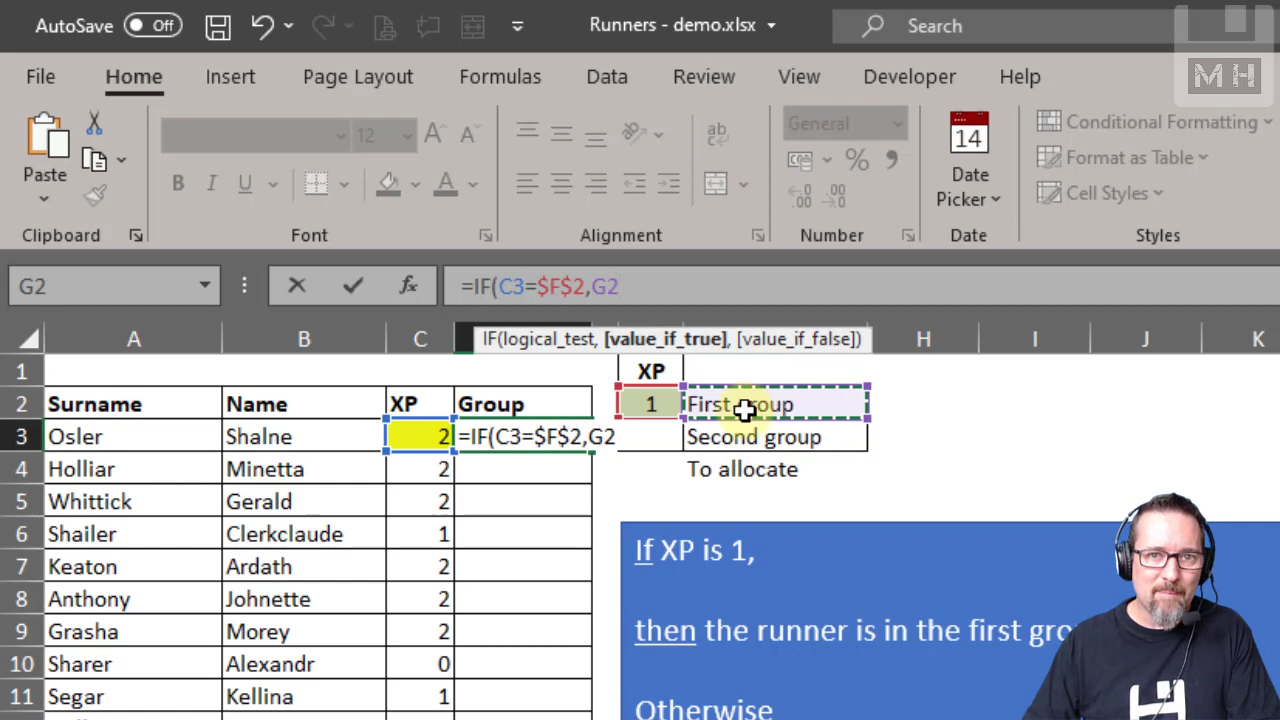 AutoSave Off Runners - demo.xlsx Search
MH
File Home Insert Page Layout Formulas Data Review View Developer Help
12 General 14 Conditional Formatting
Paste Date Picker Format as Table
B I U Cell Styles
Clipboard Font Alignment Number Date Styles
G2 fx =IF(C3=$F$2,G2
IF(logical_test, [value_if_true], [value_if_false])
A B C H I J K
1 XP
2 Surname Name XP Group 1 First group
3 Osler Shalne 2 =IF(C3=$F$2,G2 Second group
4 Holliar Minetta 2 To allocate
5 Whittick Gerald 2
6 Shailer Clerkclaude 1
If XP is 1,
7 Keaton Ardath 2
8 Anthony Johnette 2
9 Grasha Morey 2
then the runner is in the first
10 Sharer Alexandr 0
11 Segar Kellina 1
Otherwise